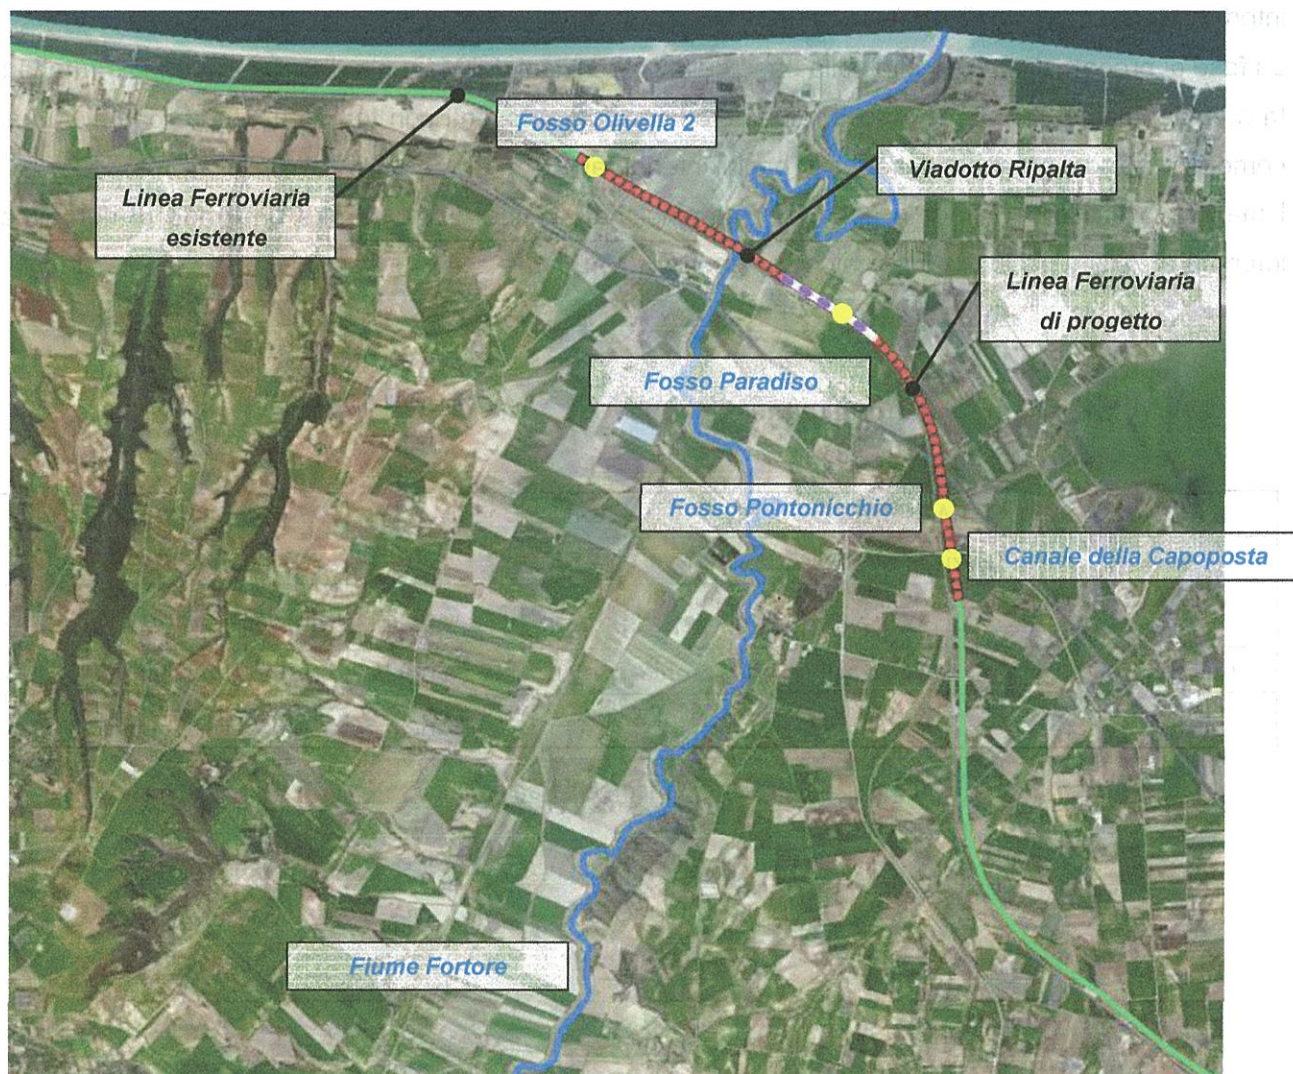 Fosso Olivella 2
Viadotto Ripalta
Linea Ferroviaria
esistente
Linea Ferroviaria
di progetto
Fosso Paradiso
Fosso Pontonicchio
Canale della Capoposta
Fiume Fortore